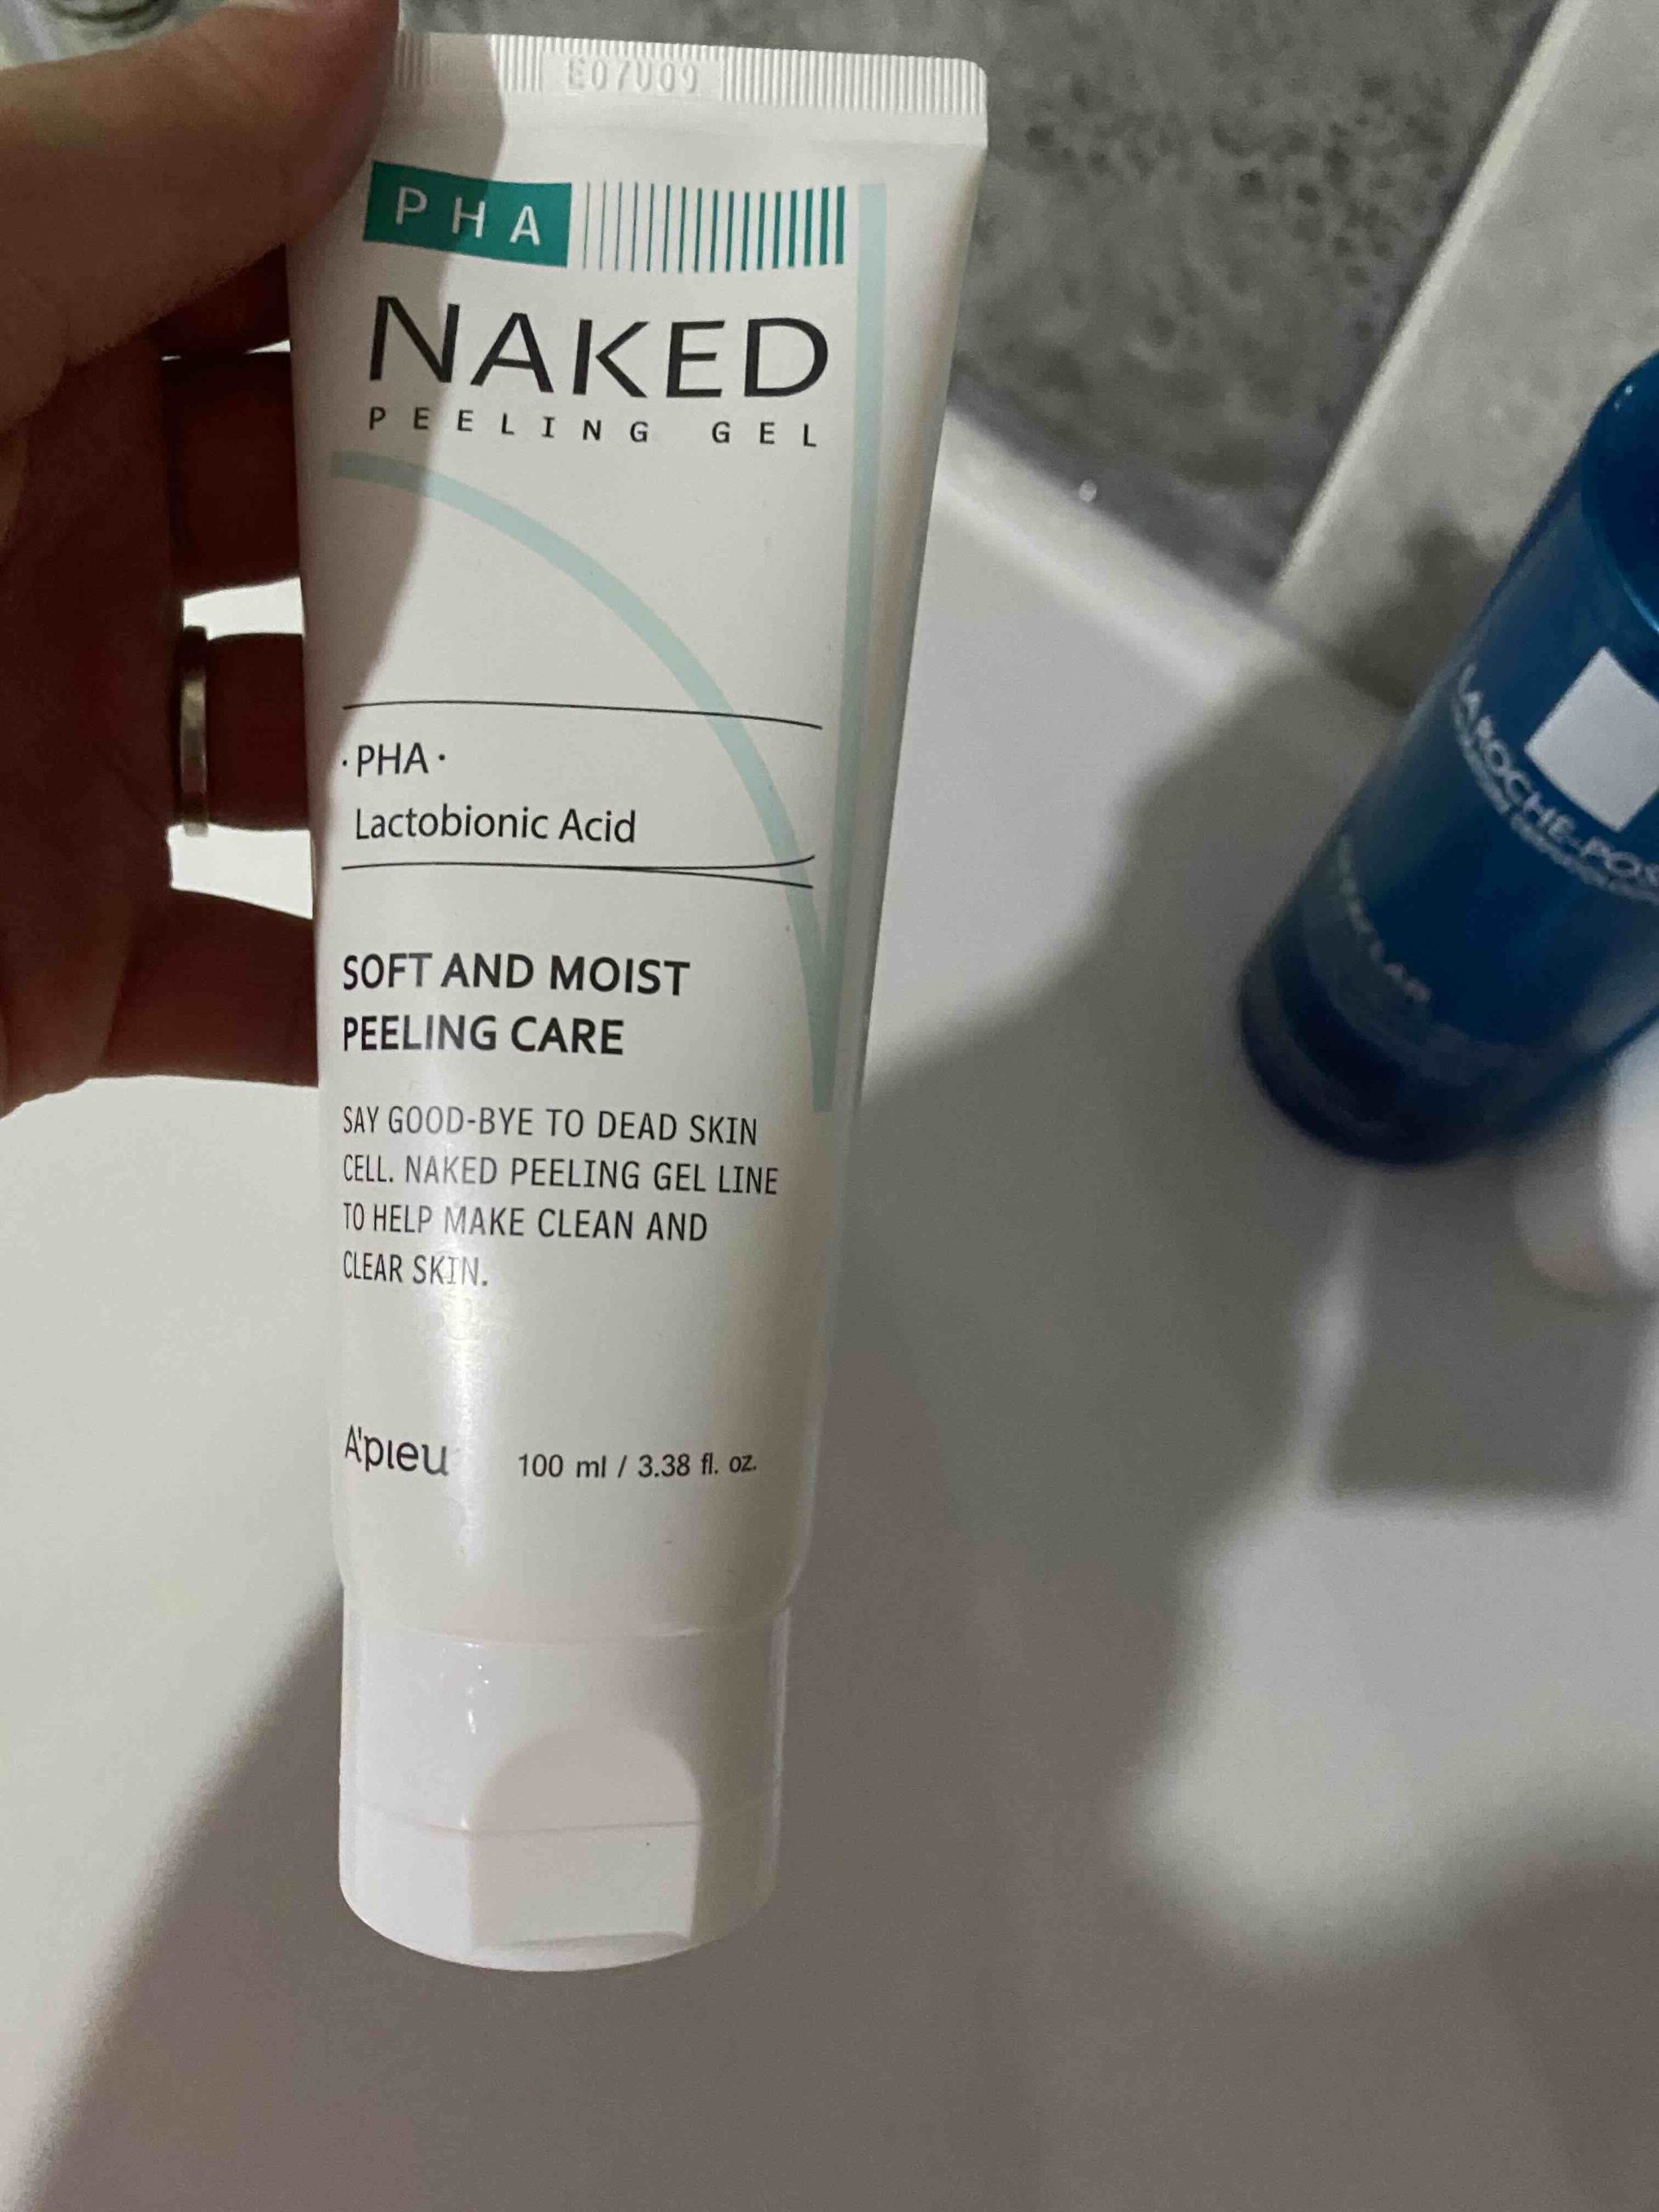 E07U09
PHA
NAKED
PEELING GEL
· PHA ·
Lactobionic Acid
SOFT AND MOIST
PEELING CARE
SAY GOOD-BYE TO DEAD SKIN
CELL. NAKED PEELING GEL LINE
TO HELP MAKE CLEAN AND
CLEAR SKIN.
A'pieu 100 ml / 3.38 fl. oz.
LA ROCHE-POS